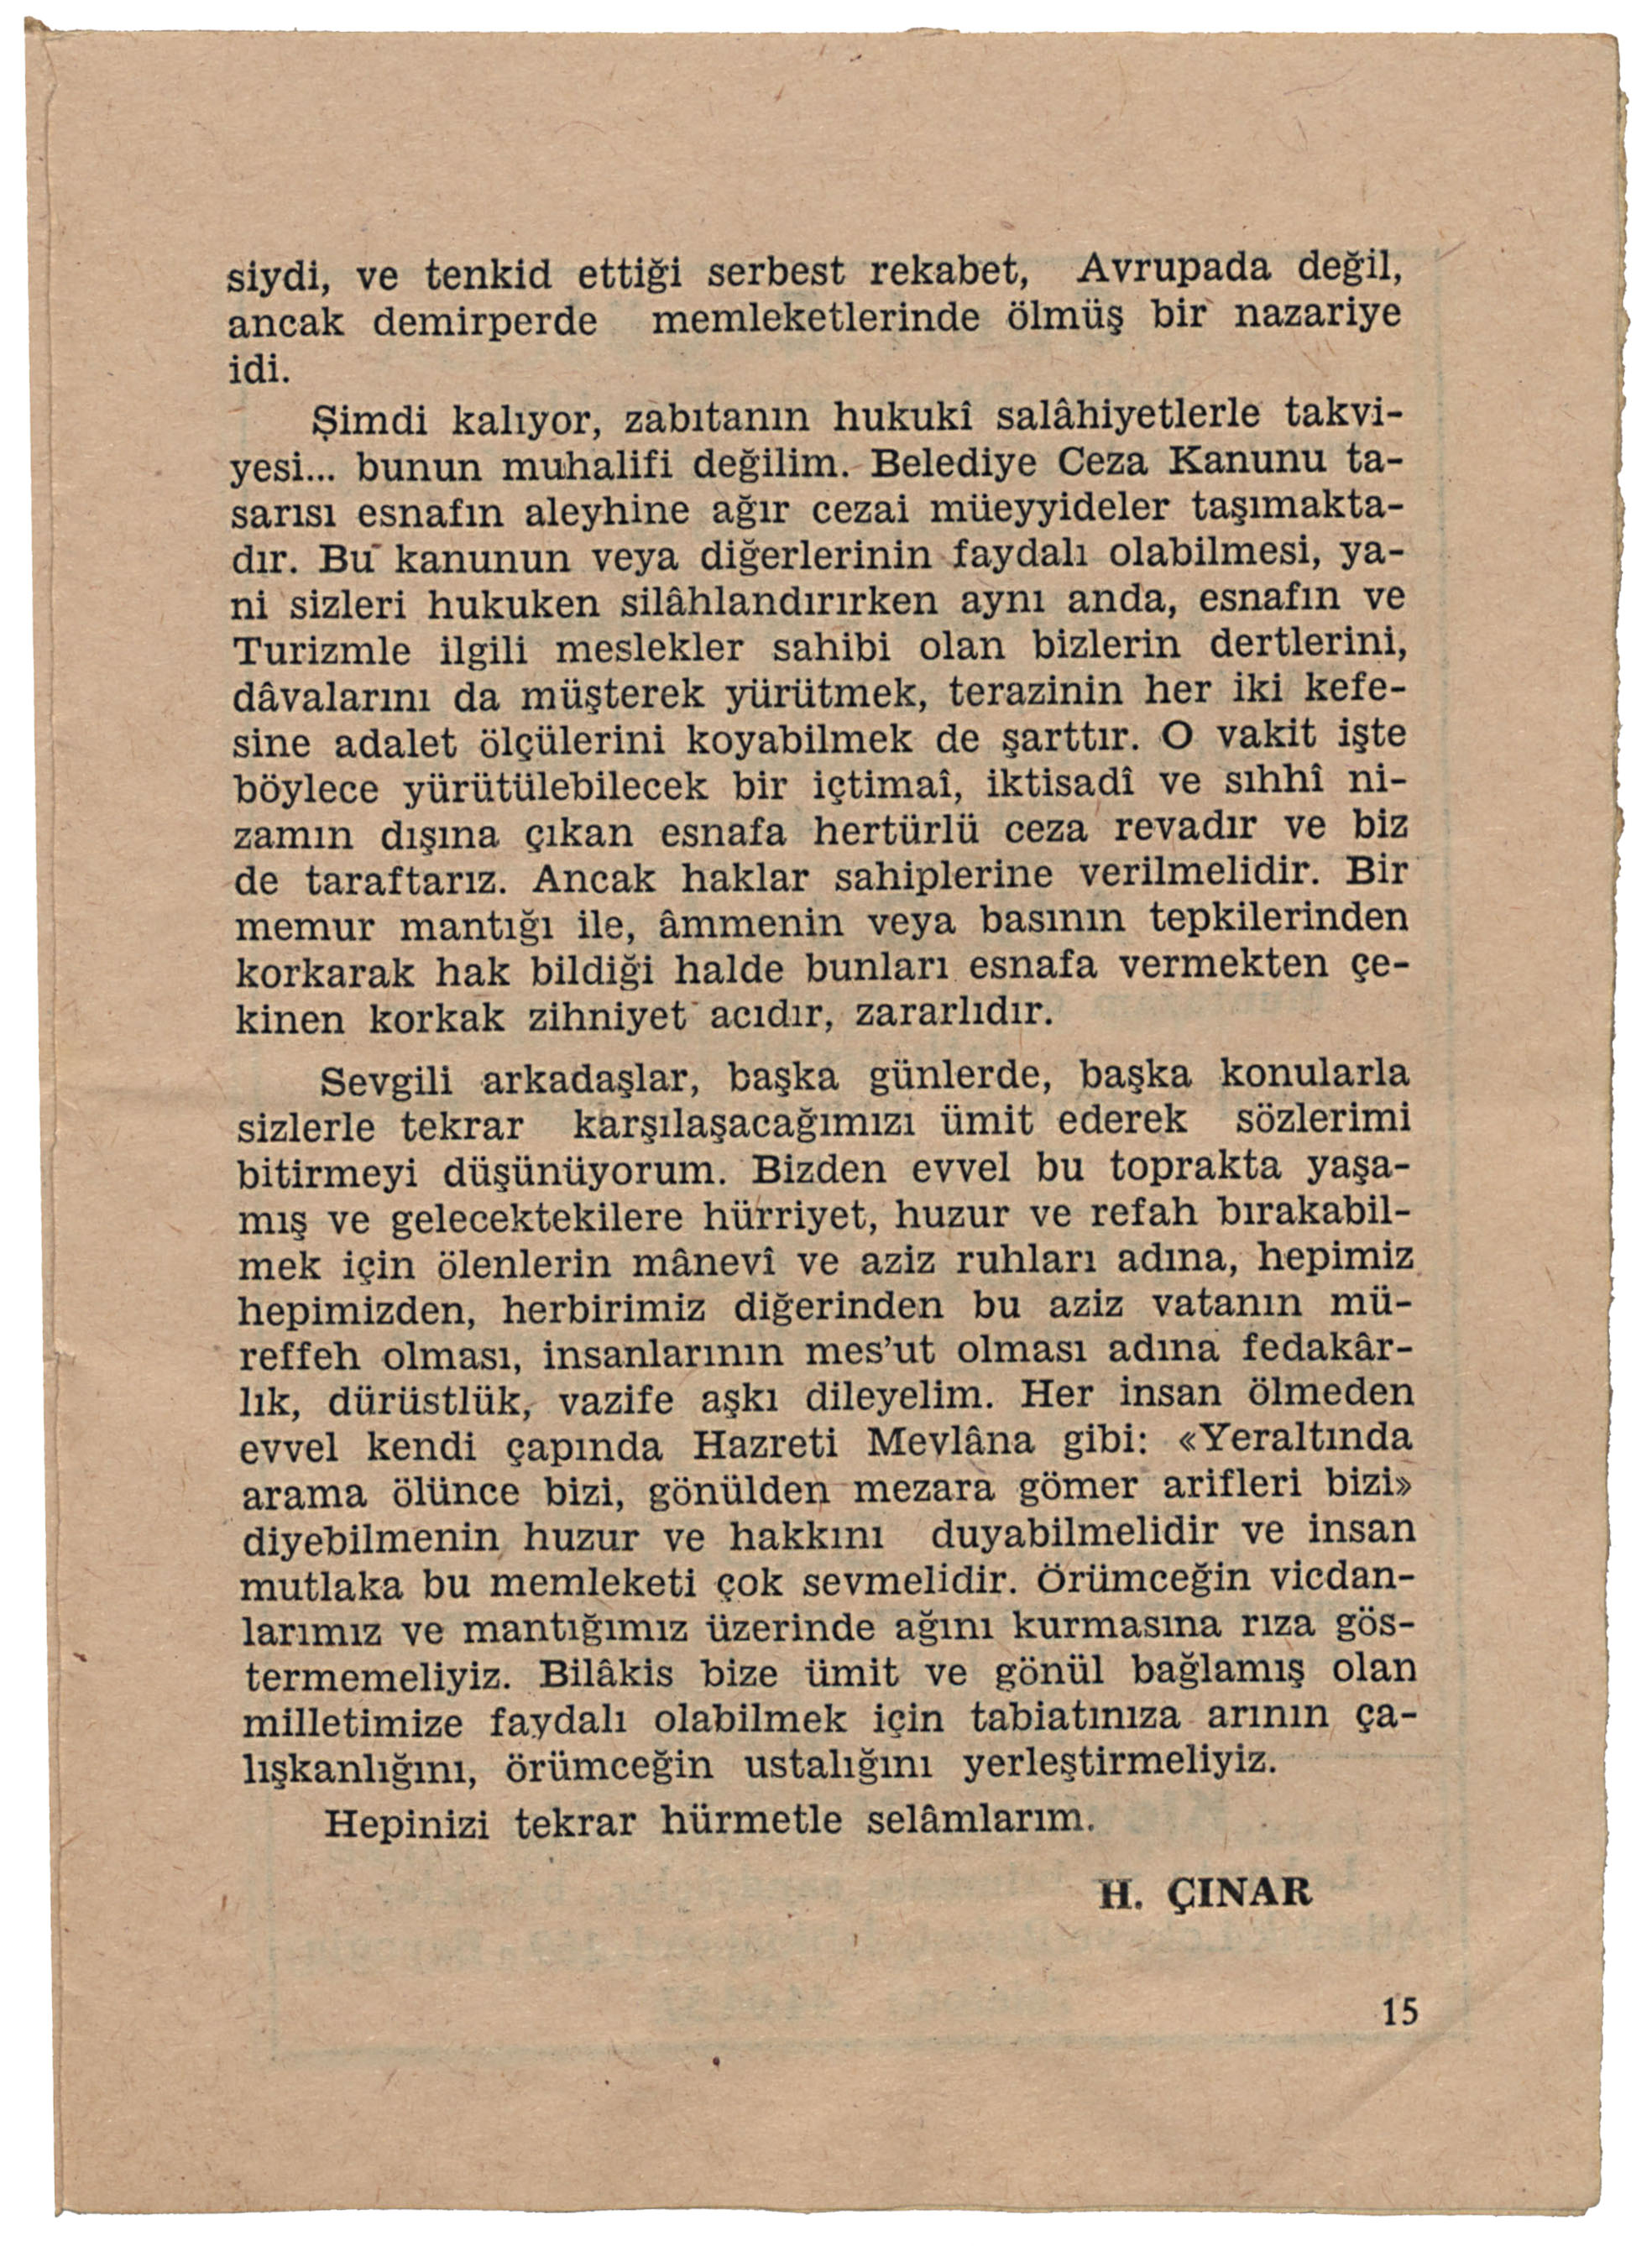 siydi, ve tenkid ettiği serbest rekabet, Avrupada değil,
ancak demirperde memleketlerinde ölmüş bir nazariye
idi.
Şimdi kalıyor, zabıtanın hukukî salâhiyetlerle takvi-
yesi... bunun muhalifi değilim. Belediye Ceza Kanunu ta-
sarısı esnafın aleyhine ağır cezai müeyyideler taşımakta-
dır. Bu kanunun veya diğerlerinin faydalı olabilmesi, ya-
ni sizleri hukuken silâhlandırırken aynı anda, esnafın ve
Turizmle ilgili meslekler sahibi olan bizlerin dertlerini,
dâvalarını da müşterek yürütmek, terazinin her iki kefe-
sine adalet ölçülerini koyabilmek de şarttır. O vakit işte
böylece yürütülebilecek bir içtimaî, iktisadî ve sıhhî ni-
zamın dışına çıkan esnafa hertürlü ceza revadır ve biz
de taraftarız. Ancak haklar sahiplerine verilmelidir. Bir
memur mantığı ile, âmmenin veya basının tepkilerinden
korkarak hak bildiği halde bunları esnafa vermekten çe-
kinen korkak zihniyet acıdır, zararlıdır.
Sevgili arkadaşlar, başka günlerde, başka konularla
sizlerle tekrar karşılaşacağımızı ümit ederek sözlerimi
bitirmeyi düşünüyorum. Bizden evvel bu toprakta yaşa-
mış ve gelecektekilere hürriyet, huzur ve refah bırakabil-
mek için ölenlerin mânevî ve aziz ruhları adına, hepimiz
hepimizden, herbirimiz diğerinden bu aziz vatanın mü-
reffeh olması, insanlarının mes'ut olması adına fedakâr-
lık, dürüstlük, vazife aşkı dileyelim. Her insan ölmeden
evvel kendi çapında Hazreti Mevlâna gibi: «Yeraltında
arama ölünce bizi, gönülden mezara gömer arifleri bizi»
diyebilmenin huzur ve hakkını duyabilmelidir ve insan
mutlaka bu memleketi çok sevmelidir. Örümceğin vicdan-
larımız ve mantığımız üzerinde ağını kurmasına rıza gös-
termemeliyiz. Bilâkis bize ümit ve gönül bağlamış olan
milletimize faydalı olabilmek için tabiatınıza arının ça-
lışkanlığını, örümceğin ustalığını yerleştirmeliyiz.
Hepinizi tekrar hürmetle selâmlarım.
H. ÇINAR
15